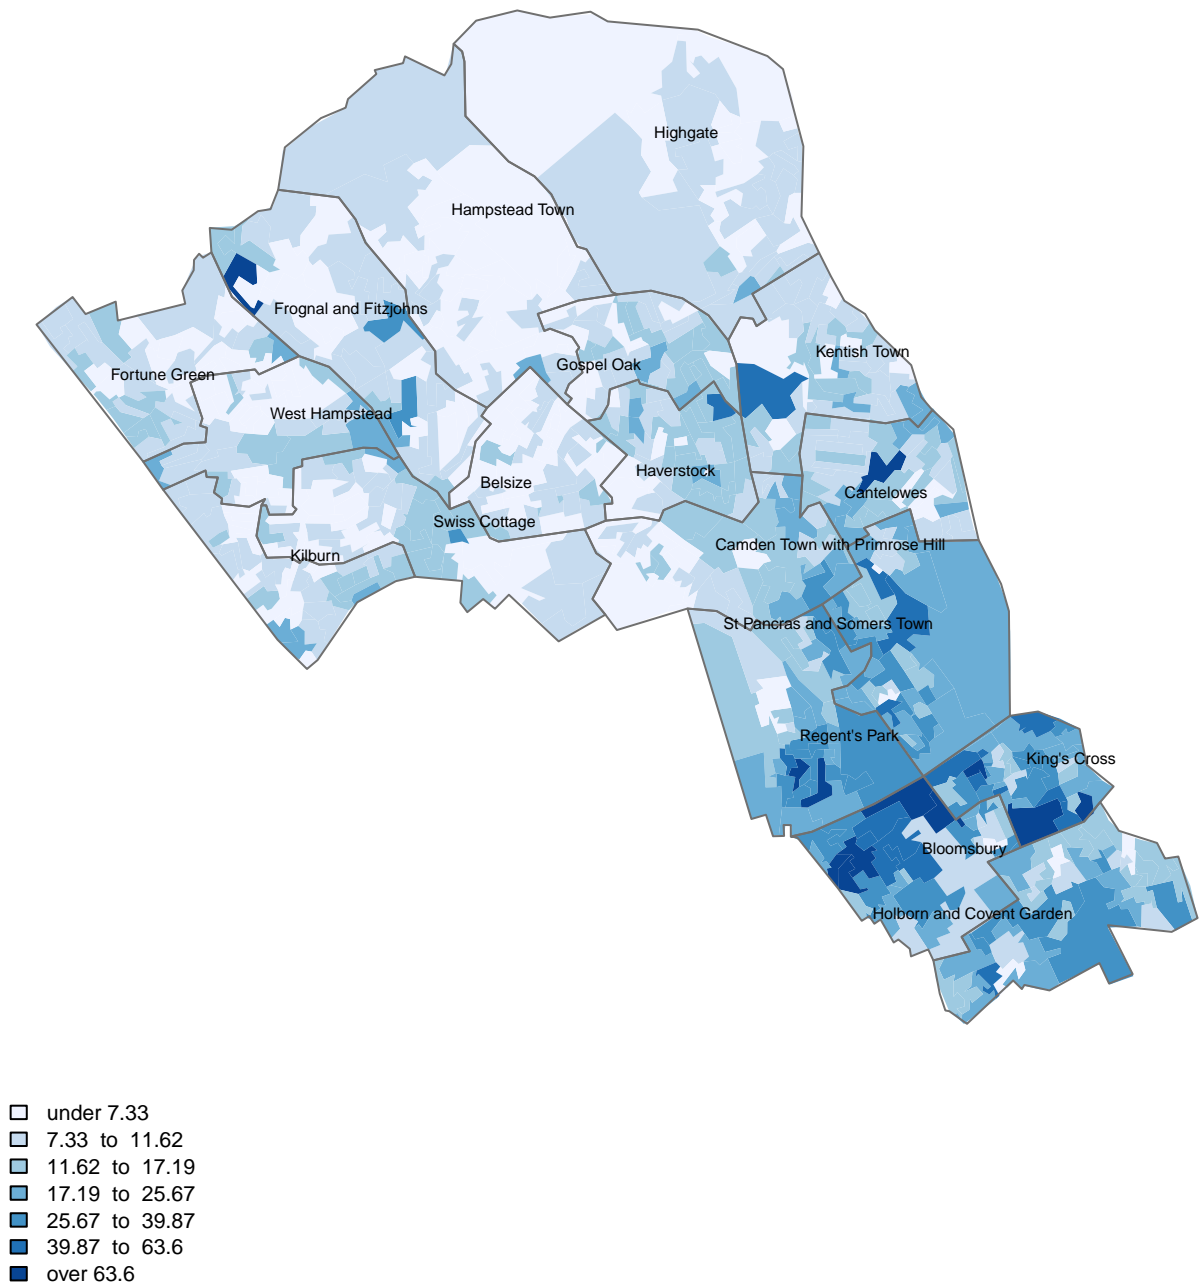 Highgate
Hampstead Town
Frognal and Fitzjohns
Kentish Town
Gospel Oak
Fortune Green
West Hampstead
Haverstock
Belsize
Cantelowes
Swiss Cottage
Camden Town with Primrose Hill
Kilburn
St Pancras and Somers Town
Regent's Park
King's Cross
Bloomsbury
Holborn and Covent Garden
under 7.33
7.33 to 11.62
11.62 to 17.19
17.19 to 25.67
25.67 to 39.87
39.87 to 63.6
over 63.6